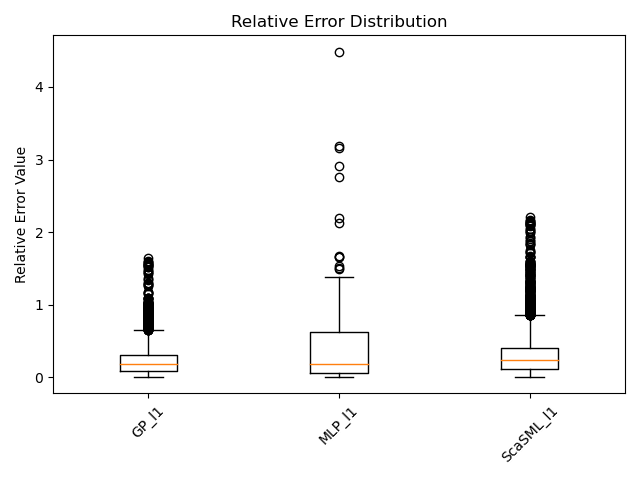 Relative Error Distribution
Relative Error Value
4
3
2
1
0
GP_l1
MLP_l1
ScaSML_l1